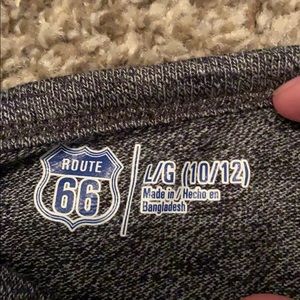 ROUTE
66
L/G (10/12)
Made in / Hecho en
Bangladesh